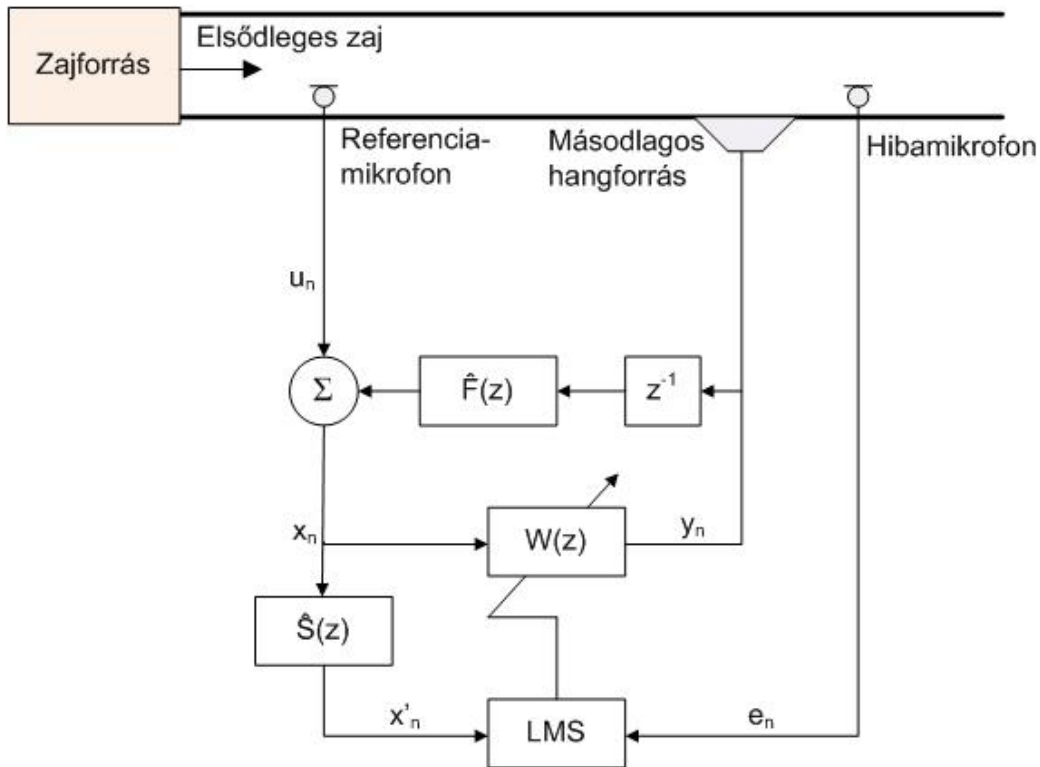 Zajforrás
Elsődleges zaj
Referencia-
mikrofon
Másodlagos
hangforrás
Hibamikrofon
uₙ
Σ
F̂(z)
z⁻¹
xₙ
W(z)
yₙ
Ŝ(z)
x'ₙ
LMS
eₙ